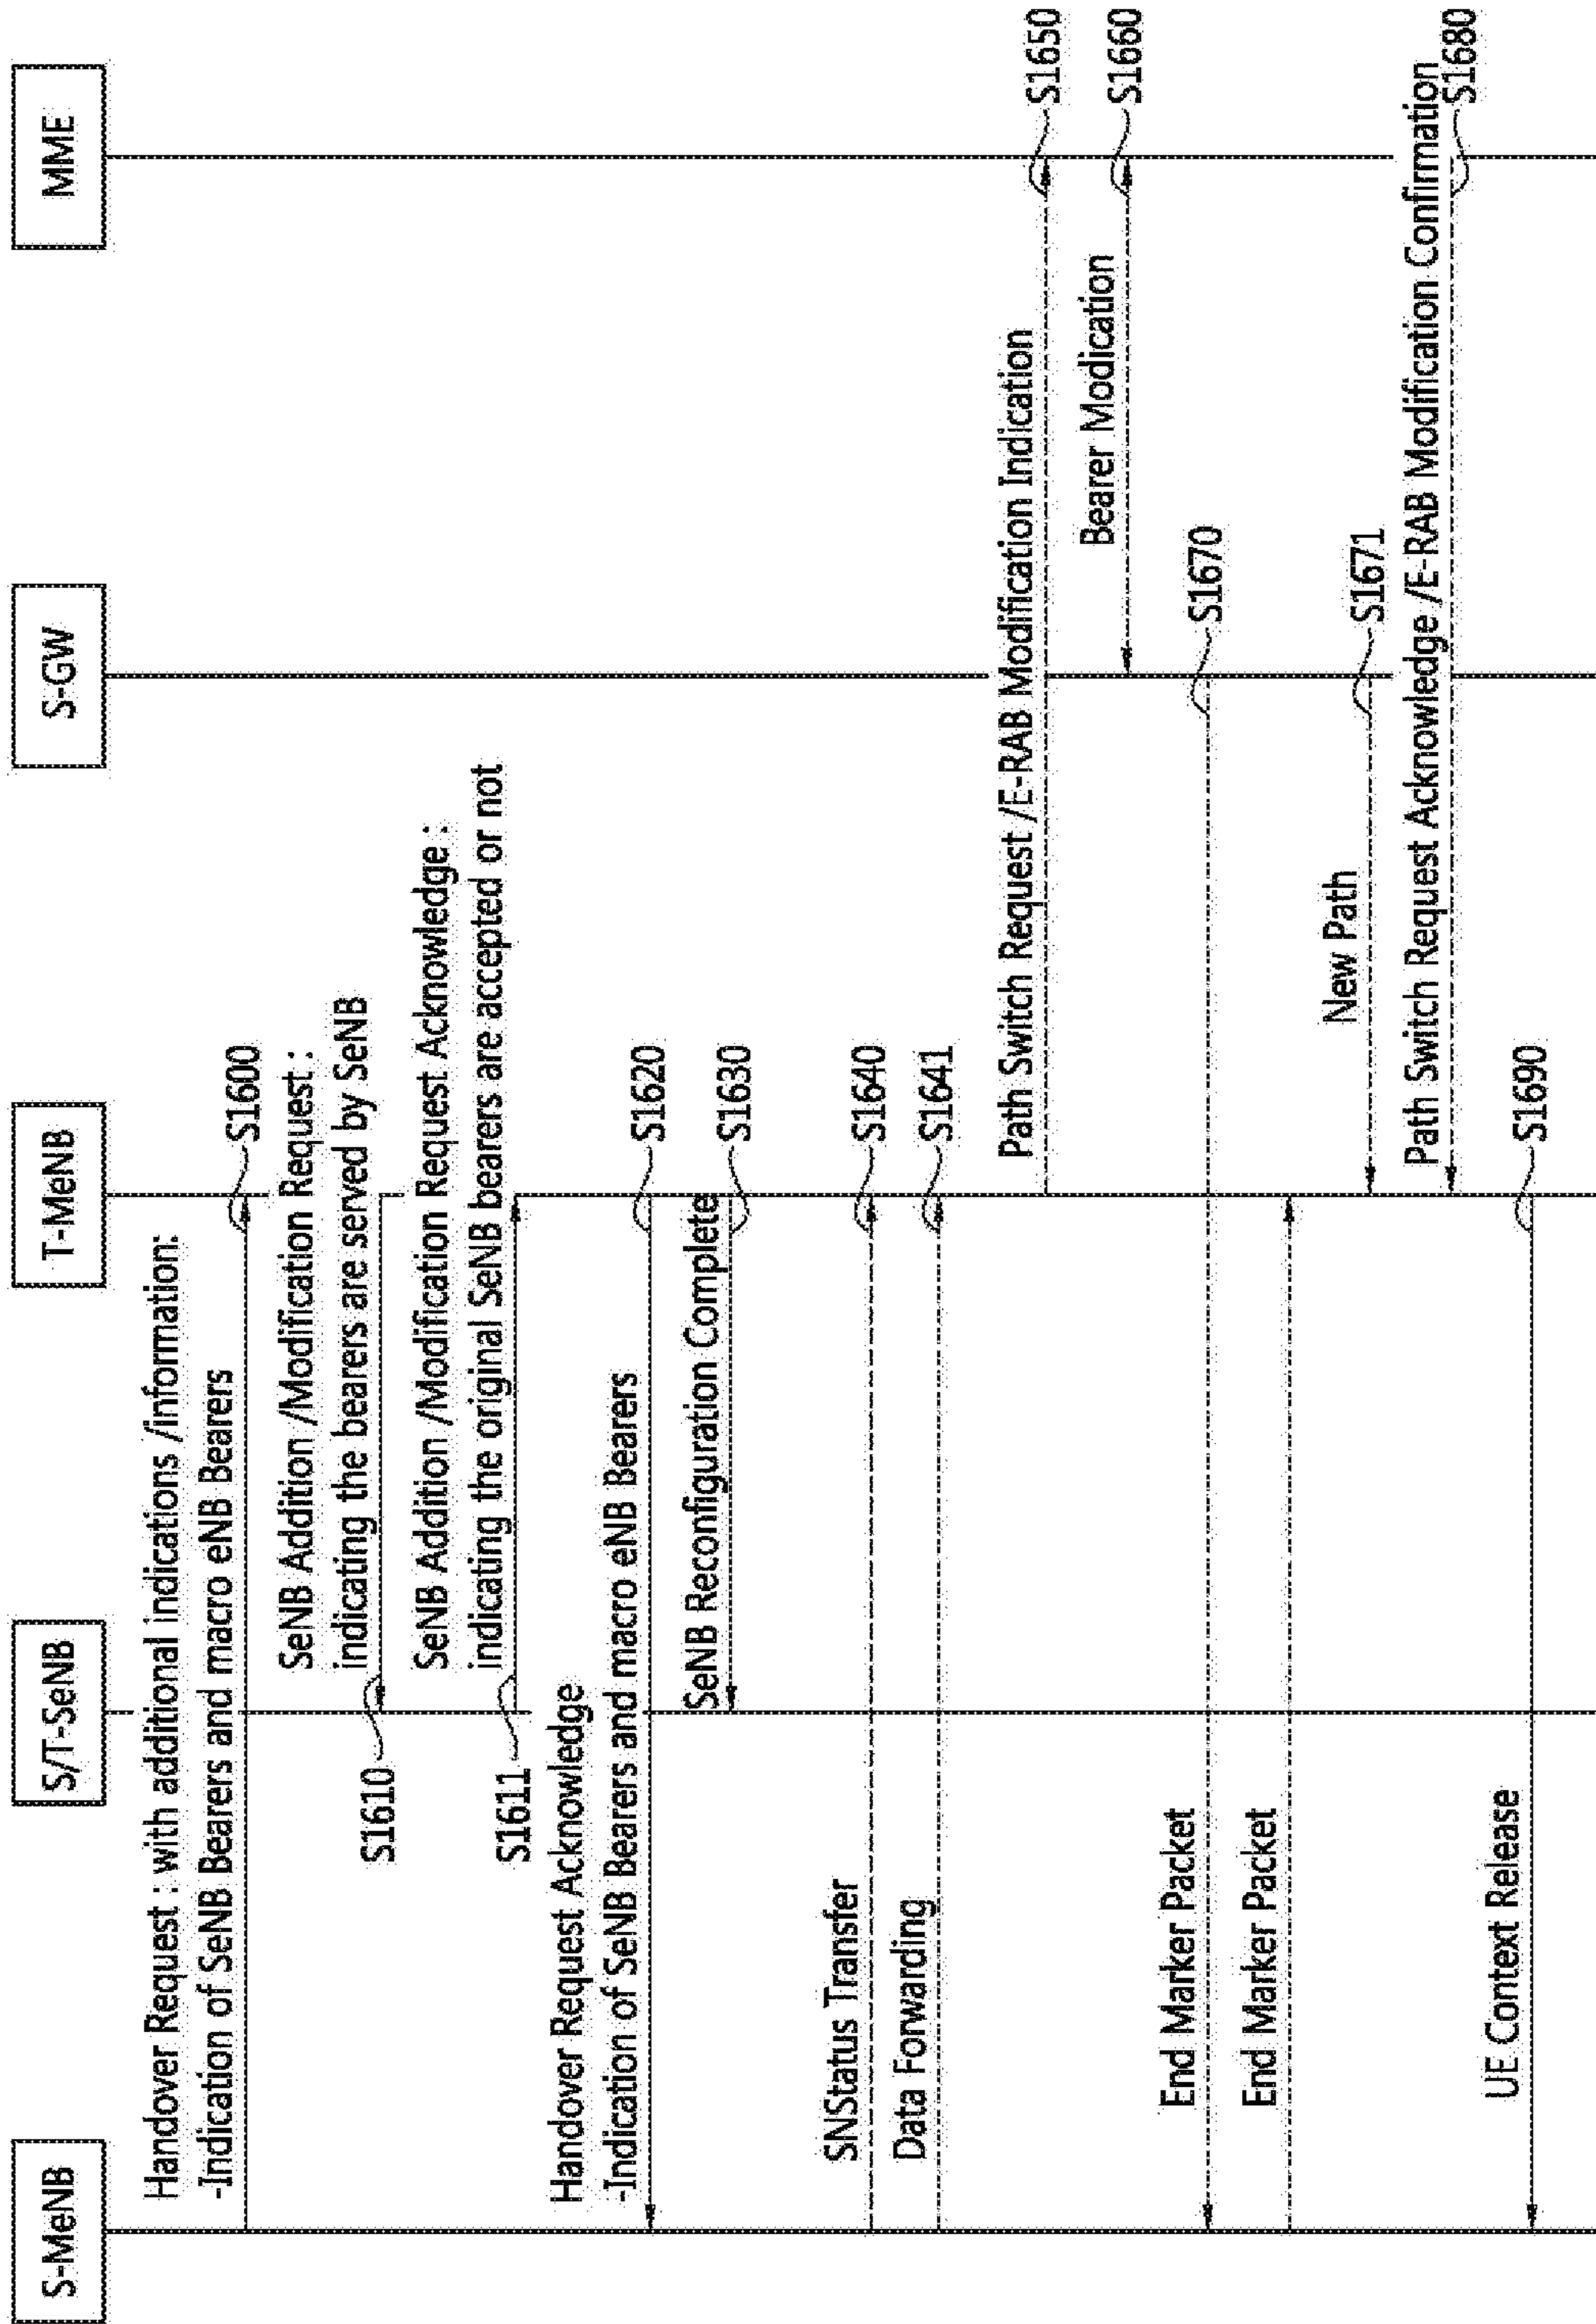 S-MeNB
S/T-SeNB
T-MeNB
S-GW
MME
Handover Request : with additional indications /information:
-Indication of SeNB Bearers and macro eNB Bearers
S1600
SeNB Addition /Modification Request :
indicating the bearers are served by SeNB
S1610
SeNB Addition /Modification Request Acknowledge :
indicating the original SeNB bearers are accepted or not
S1611
Handover Request Acknowledge
-Indication of SeNB Bearers and macro eNB Bearers
S1620
SeNB Reconfiguration Complete
S1630
SNStatus Transfer
S1640
Data Forwarding
S1641
Path Switch Request /E-RAB Modification Indication
S1650
Bearer Modication
S1660
End Marker Packet
S1670
End Marker Packet
New Path
S1671
Path Switch Request Acknowledge /E-RAB Modification Confirmation
S1680
UE Context Release
S1690